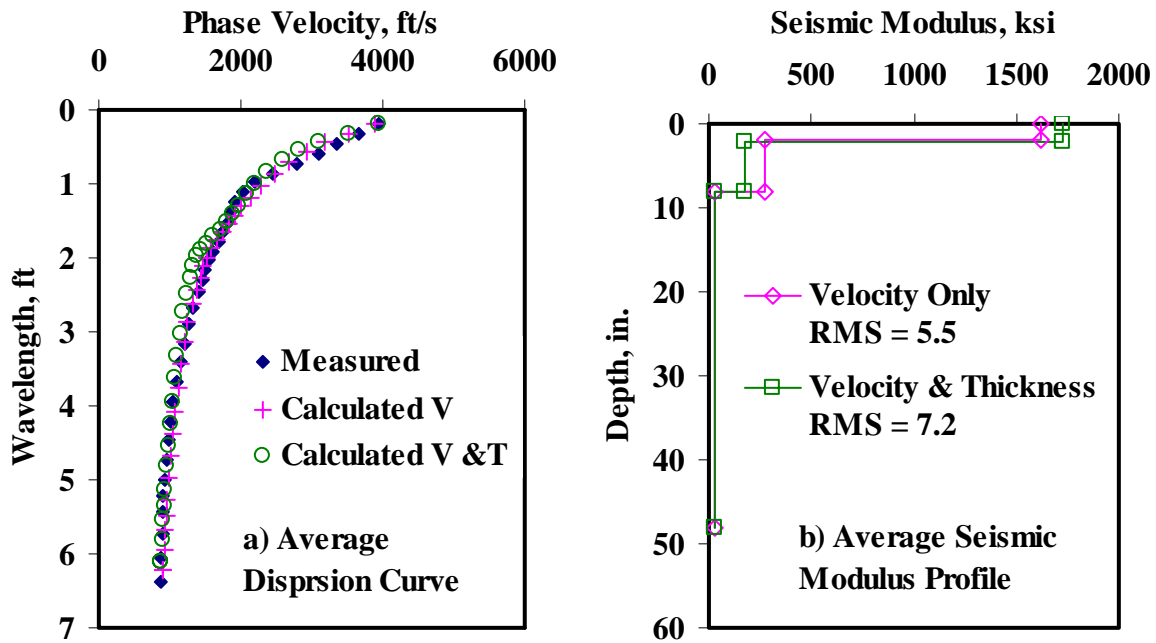 Phase Velocity, ft/s
0 2000 4000 6000
0
1
2
3
4
5
6
7
Wavelength, ft
Measured
Calculated V
Calculated V &T
a) Average
Disprsion Curve
Seismic Modulus, ksi
0 500 1000 1500 2000
0
10
20
30
40
50
60
Depth, in.
Velocity Only
RMS = 5.5
Velocity & Thickness
RMS = 7.2
b) Average Seismic
Modulus Profile